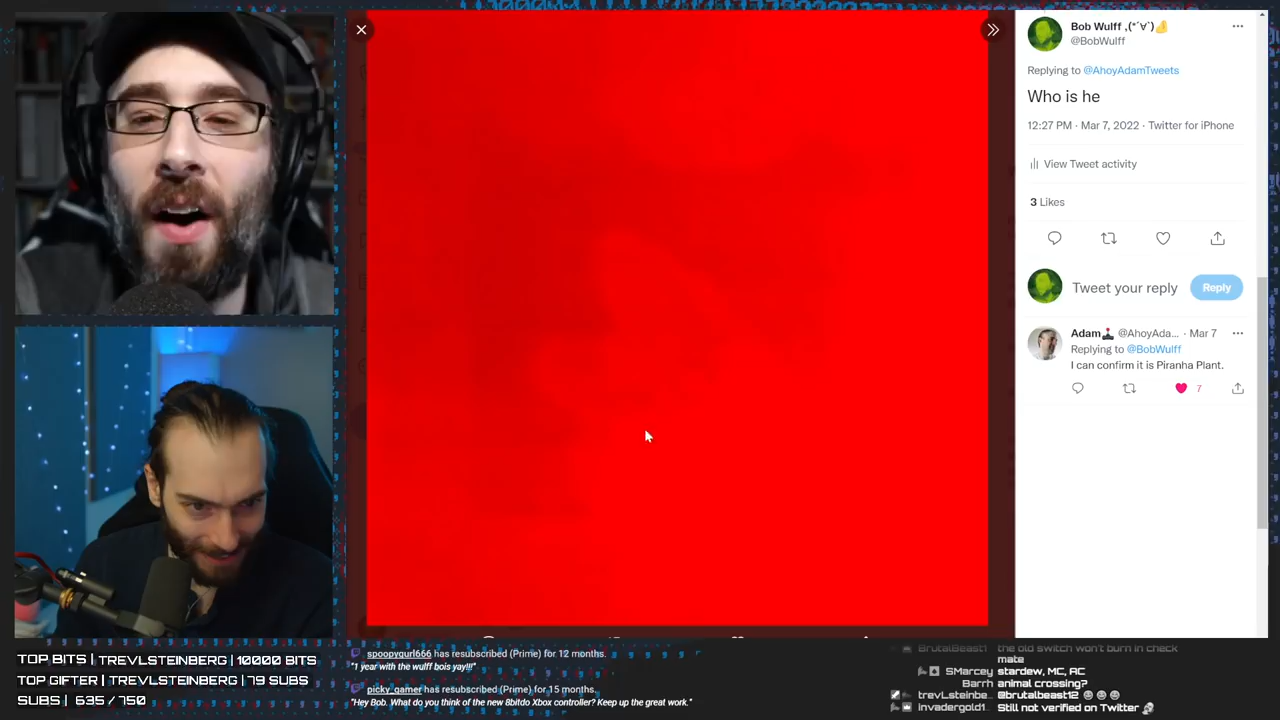 Bob Wulff ,(*´∀`)👍
@BobWulff
Replying to @AhoyAdamTweets
Who is he
12:27 PM · Mar 7, 2022 · Twitter for iPhone
View Tweet activity
3 Likes
Tweet your reply
Reply
Adam🕹️ @AhoyAda... · Mar 7
Replying to @BobWulff
I can confirm it is Piranha Plant.
7
TOP BITS | TREVLSTEINBERG | 10000 BITS
TOP GIFTER | TREVLSTEINBERG | 79 SUBS
SUBS | 635 / 750
spoopygurl666 has resubscribed (Prime) for 12 months.
"1 year with the wulff bois yay!!!"
picky_gamer has resubscribed (Prime) for 15 months.
"Hey Bob. What do you think of the new 8bitdo Xbox controller? Keep up the great work."
BrutalBeast1 the old switch won't burn in check
mate
SMarcey stardew, MC, AC
Barrh animal crossing?
trevLsteinbe.. @brutalbeast12
invadergold1.. Still not verified on Twitter